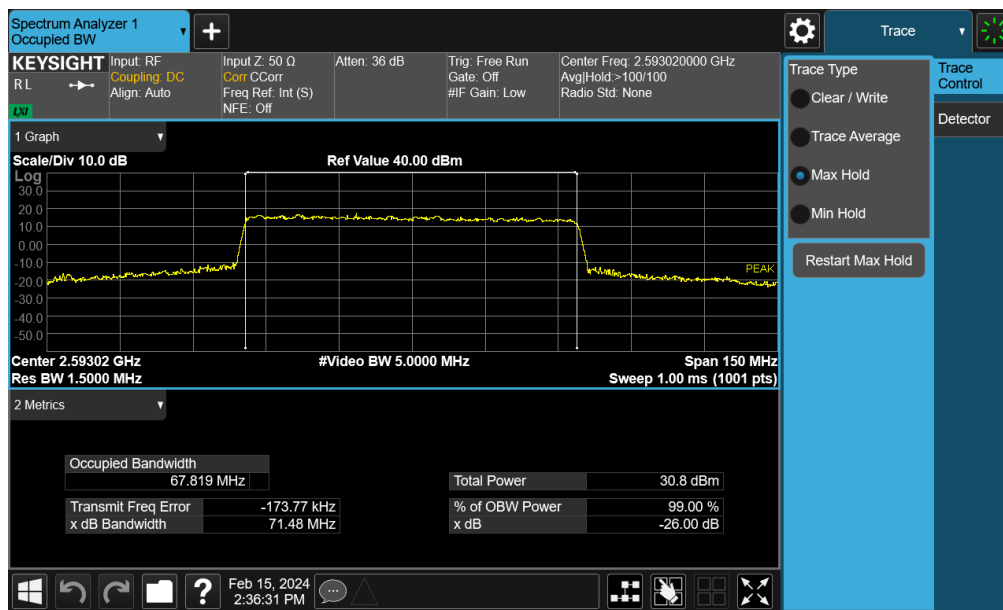 Spectrum Analyzer 1
Occupied BW
Trace
KEYSIGHT
R L
LXI
Input: RF
Coupling: DC
Align: Auto
Input Z: 50 Ω
Corr CCorr
Freq Ref: Int (S)
NFE: Off
Atten: 36 dB
Trig: Free Run
Gate: Off
#IF Gain: Low
Center Freq: 2.593020000 GHz
Avg|Hold:>100/100
Radio Std: None
Trace Type
Clear / Write
Trace Average
Max Hold
Min Hold
Restart Max Hold
Trace
Control
Detector
1 Graph
Scale/Div 10.0 dB
Ref Value 40.00 dBm
Log
30.0
20.0
10.0
0.00
-10.0
-20.0
-30.0
-40.0
-50.0
PEAK
Center 2.59302 GHz
#Video BW 5.0000 MHz
Span 150 MHz
Res BW 1.5000 MHz
Sweep 1.00 ms (1001 pts)
2 Metrics
Occupied Bandwidth
67.819 MHz
Total Power 30.8 dBm
Transmit Freq Error -173.77 kHz
% of OBW Power 99.00 %
x dB Bandwidth 71.48 MHz
x dB -26.00 dB
?
Feb 15, 2024
2:36:31 PM